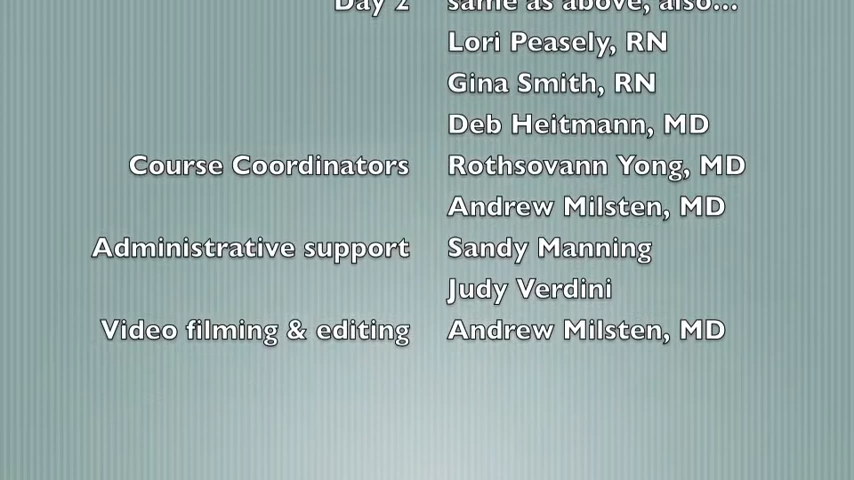 Day 2 same as above, also...
Lori Peasely, RN
Gina Smith, RN
Deb Heitmann, MD
Course Coordinators Rothsovann Yong, MD
Andrew Milsten, MD
Administrative support Sandy Manning
Judy Verdini
Video filming & editing Andrew Milsten, MD